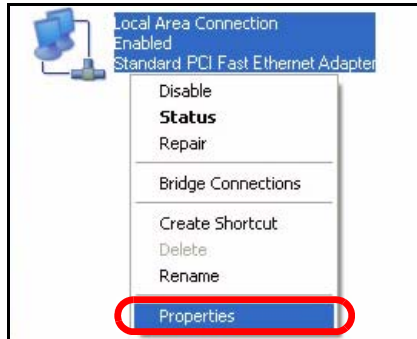 Local Area Connection
Enabled
Standard PCI Fast Ethernet Adapter
Disable
Status
Repair
Bridge Connections
Create Shortcut
Delete
Rename
Properties